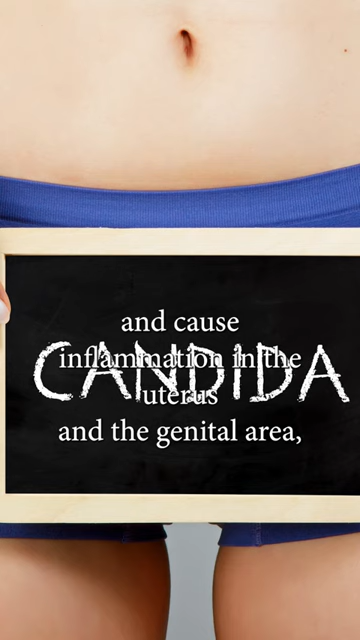 and cause
inflammation in the
CANDIDA
uterus
and the genital area,